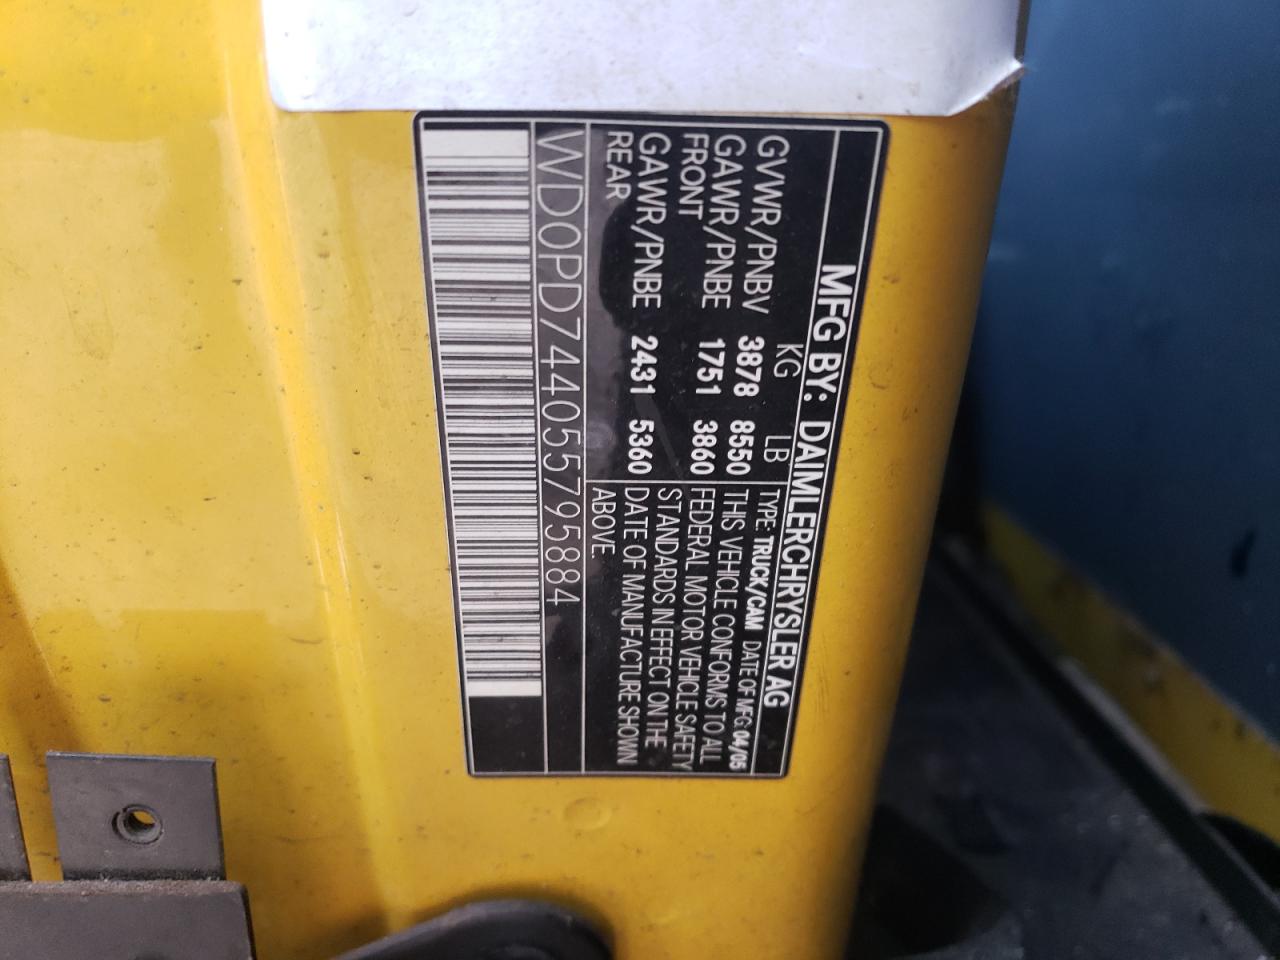 MFG BY: DAIMLERCHRYSLER AG
KG LB
GVWR/PNBV 3878 8550
GAWR/PNBE 1751 3860
FRONT
GAWR/PNBE 2431 5360
REAR
TYPE: TRUCK/CAM DATE OF MFG: 04/05
THIS VEHICLE CONFORMS TO ALL
FEDERAL MOTOR VEHICLE SAFETY
STANDARDS IN EFFECT ON THE
DATE OF MANUFACTURE SHOWN
ABOVE.
WD0PD744055795884